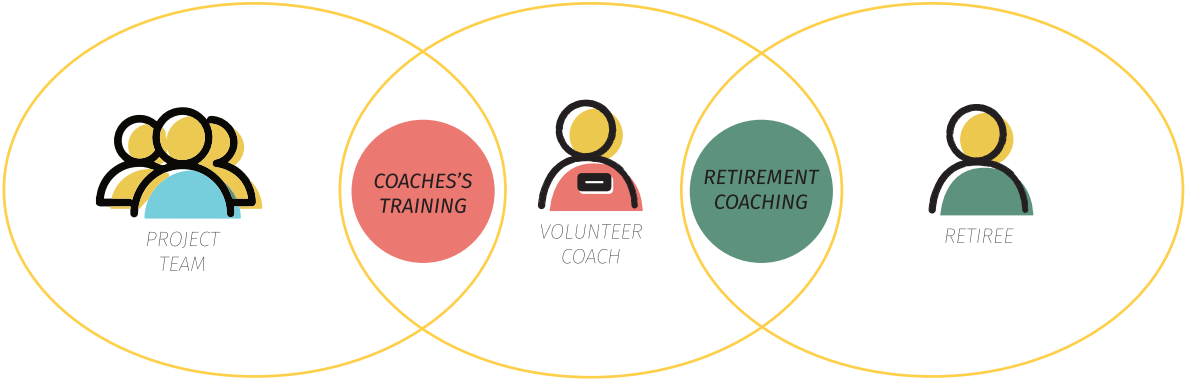 PROJECT
TEAM
COACHES'S
TRAINING
VOLUNTEER
COACH
RETIREMENT
COACHING
RETIREE